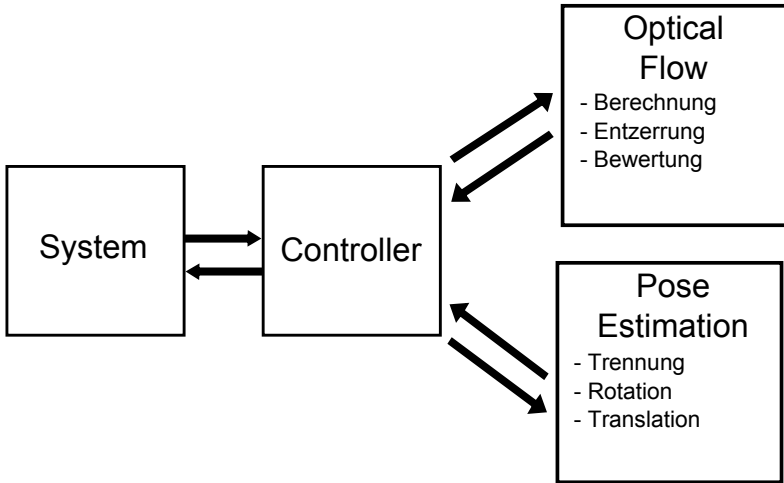 System
Controller
Optical
Flow
- Berechnung
- Entzerrung
- Bewertung
Pose
Estimation
- Trennung
- Rotation
- Translation